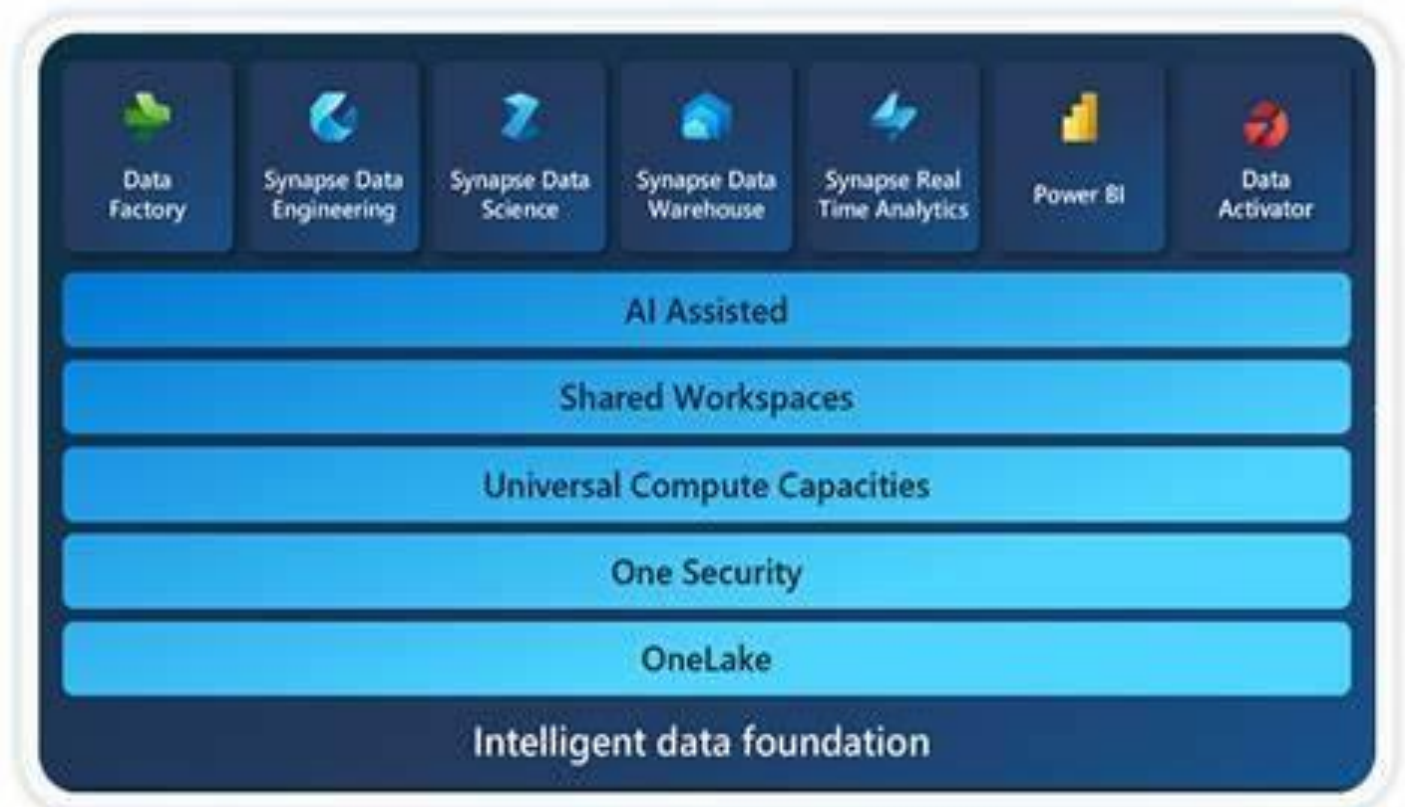 Data
Factory
Synapse Data
Engineering
Synapse Data
Science
Synapse Data
Warehouse
Synapse Real
Time Analytics
Power BI
Data
Activator
AI Assisted
Shared Workspaces
Universal Compute Capacities
One Security
OneLake
Intelligent data foundation